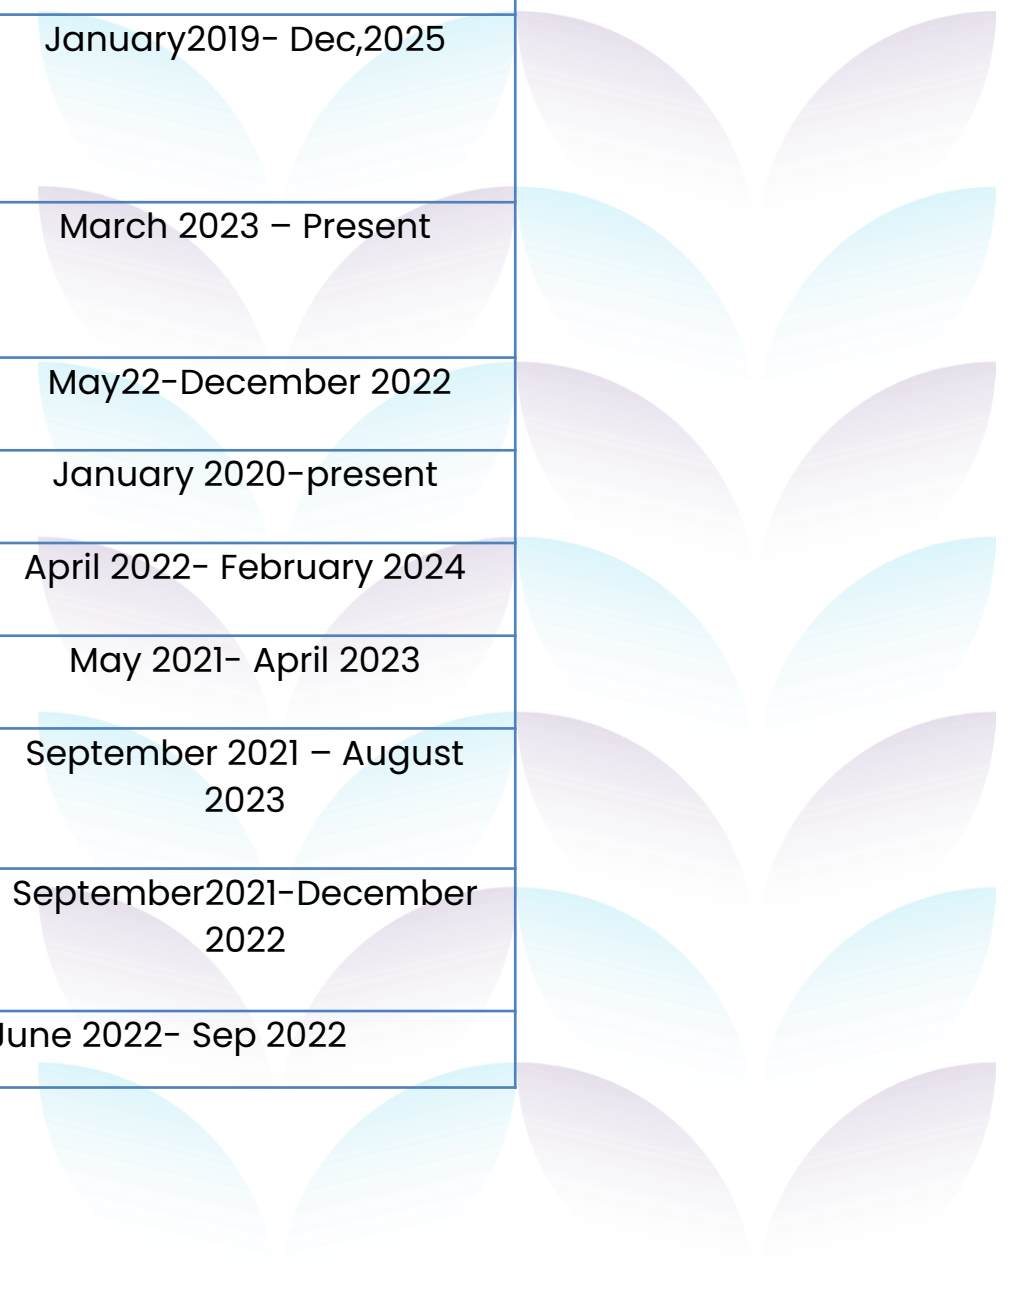 January2019- Dec,2025
March 2023 – Present
May22-December 2022
January 2020-present
April 2022- February 2024
May 2021- April 2023
September 2021 – August
2023
September2021-December
2022
June 2022- Sep 2022